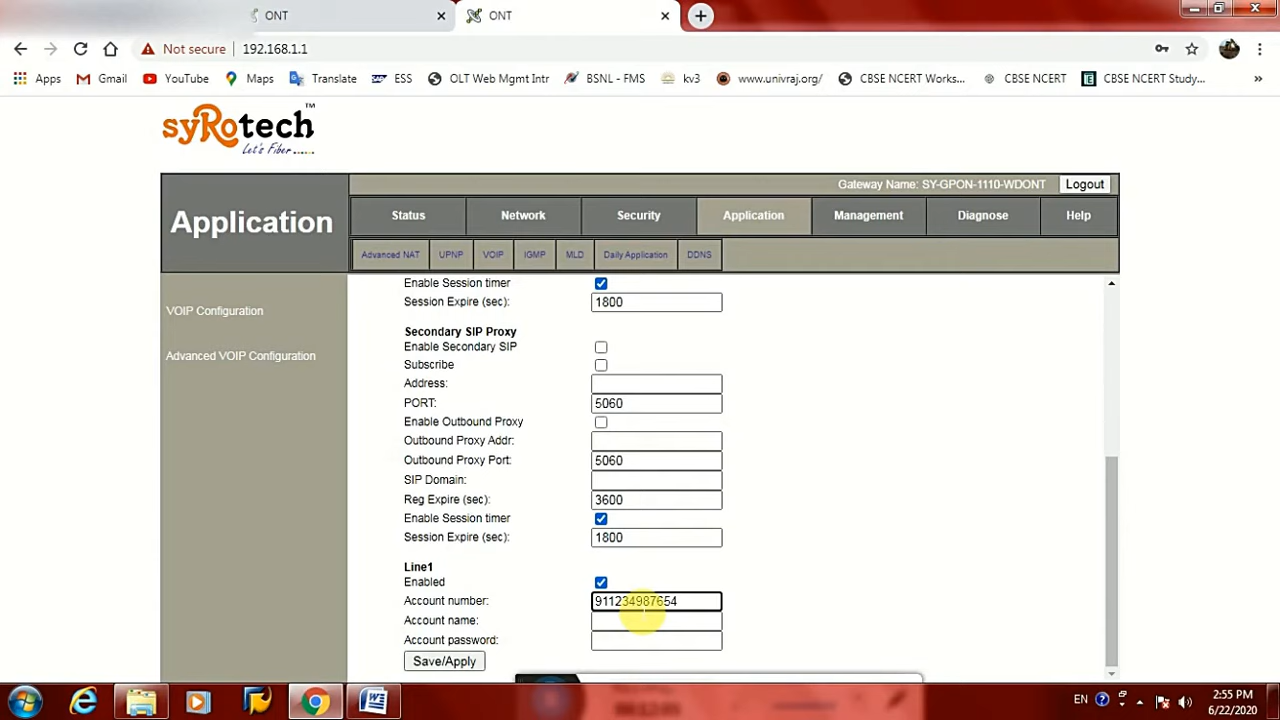 ONT
ONT
Not secure
192.168.1.1
Apps
Gmail
YouTube
Maps
Translate
ESS
OLT Web Mgmt Intr
BSNL - FMS
kv3
www.univraj.org/
CBSE NCERT Works...
CBSE NCERT
CBSE NCERT Study...
»
syRotech™
Let's Fiber.....
Gateway Name: SY-GPON-1110-WDONT
Logout
Application
Status
Network
Security
Application
Management
Diagnose
Help
Advanced NAT
UPNP
VOIP
IGMP
MLD
Daily Application
DDNS
VOIP Configuration
Advanced VOIP Configuration
Enable Session timer
Session Expire (sec): 1800
Secondary SIP Proxy
Enable Secondary SIP
Subscribe
Address:
PORT: 5060
Enable Outbound Proxy
Outbound Proxy Addr:
Outbound Proxy Port: 5060
SIP Domain:
Reg Expire (sec): 3600
Enable Session timer
Session Expire (sec): 1800
Line1
Enabled
Account number: 911234987654
Account name:
Account password:
Save/Apply
EN
2:55 PM
6/22/2020